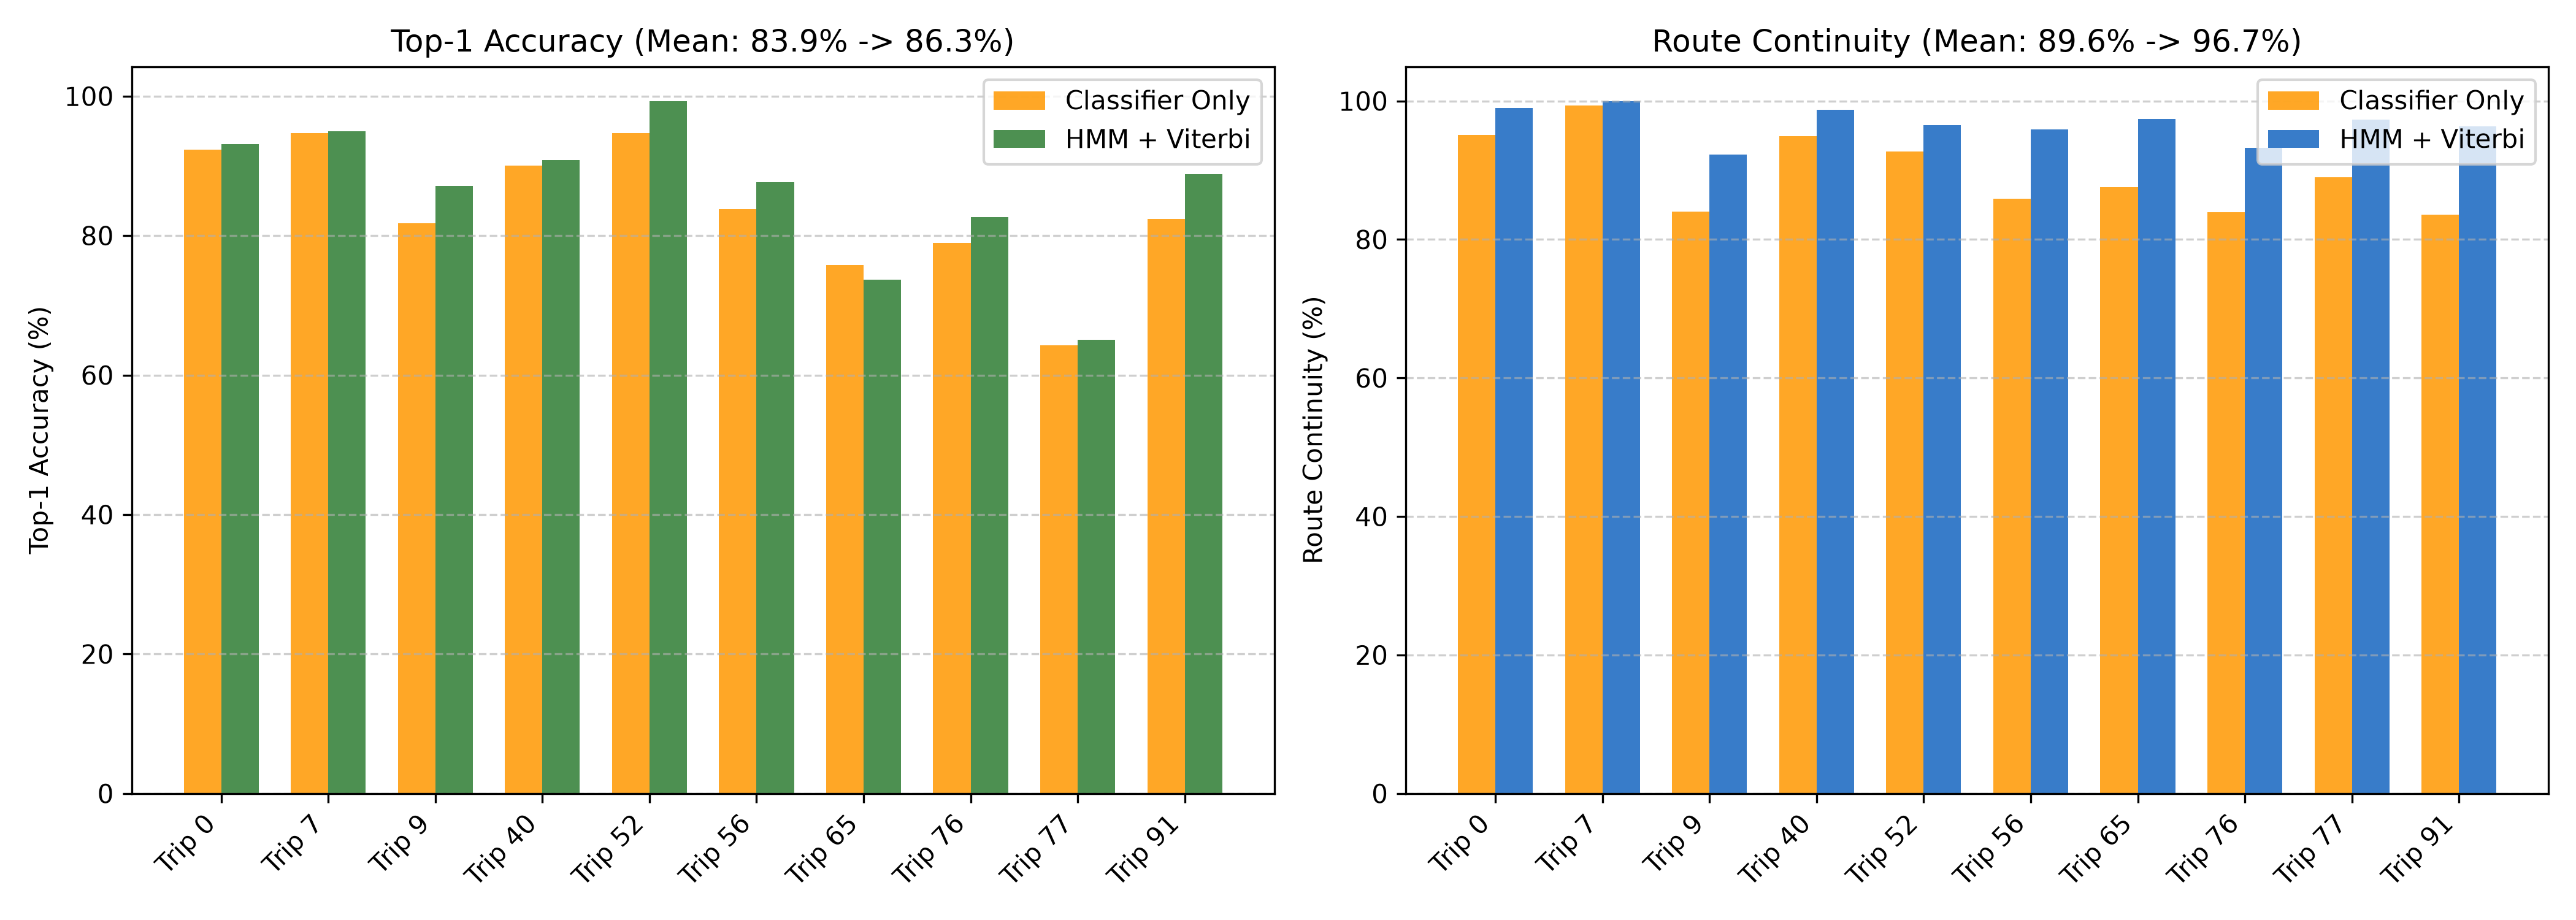 Top-1 Accuracy (Mean: 83.9% -> 86.3%)
Top-1 Accuracy (%)
100
80
60
40
20
0
Classifier Only
HMM + Viterbi
Trip 0
Trip 7
Trip 9
Trip 40
Trip 52
Trip 56
Trip 65
Trip 76
Trip 77
Trip 91
Route Continuity (Mean: 89.6% -> 96.7%)
Route Continuity (%)
100
80
60
40
20
0
Classifier Only
HMM + Viterbi
Trip 0
Trip 7
Trip 9
Trip 40
Trip 52
Trip 56
Trip 65
Trip 76
Trip 77
Trip 91